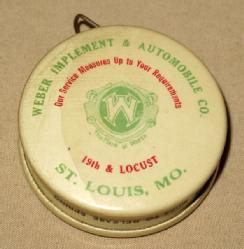 WEBER IMPLEMENT & AUTOMOBILE CO.
Our Service Measures Up to Your Requirements
W
19th & LOCUST
ST. LOUIS, MO.